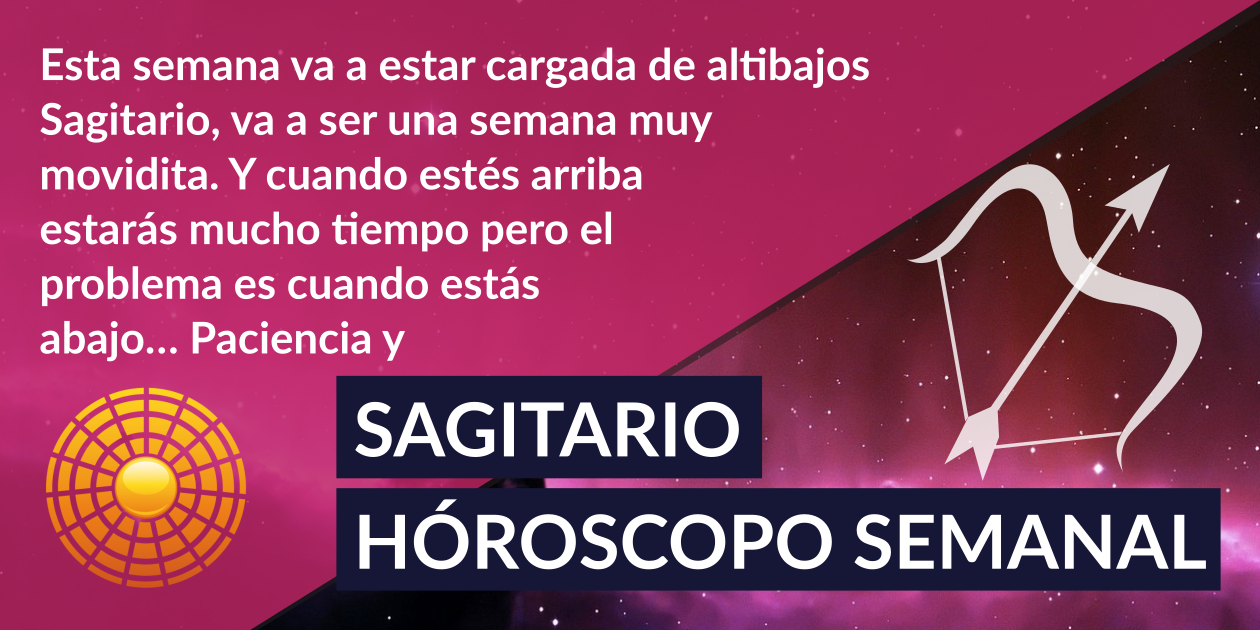 Esta semana va a estar cargada de altibajos
Sagitario, va a ser una semana muy
movidita. Y cuando estés arriba
estarás mucho tiempo pero el
problema es cuando estás
abajo... Paciencia y
SAGITARIO
HÓROSCOPO SEMANAL